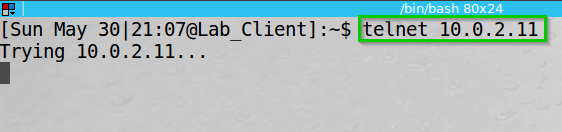 /bin/bash 80x24
[Sun May 30|21:07@Lab_Client]:~$ telnet 10.0.2.11
Trying 10.0.2.11...